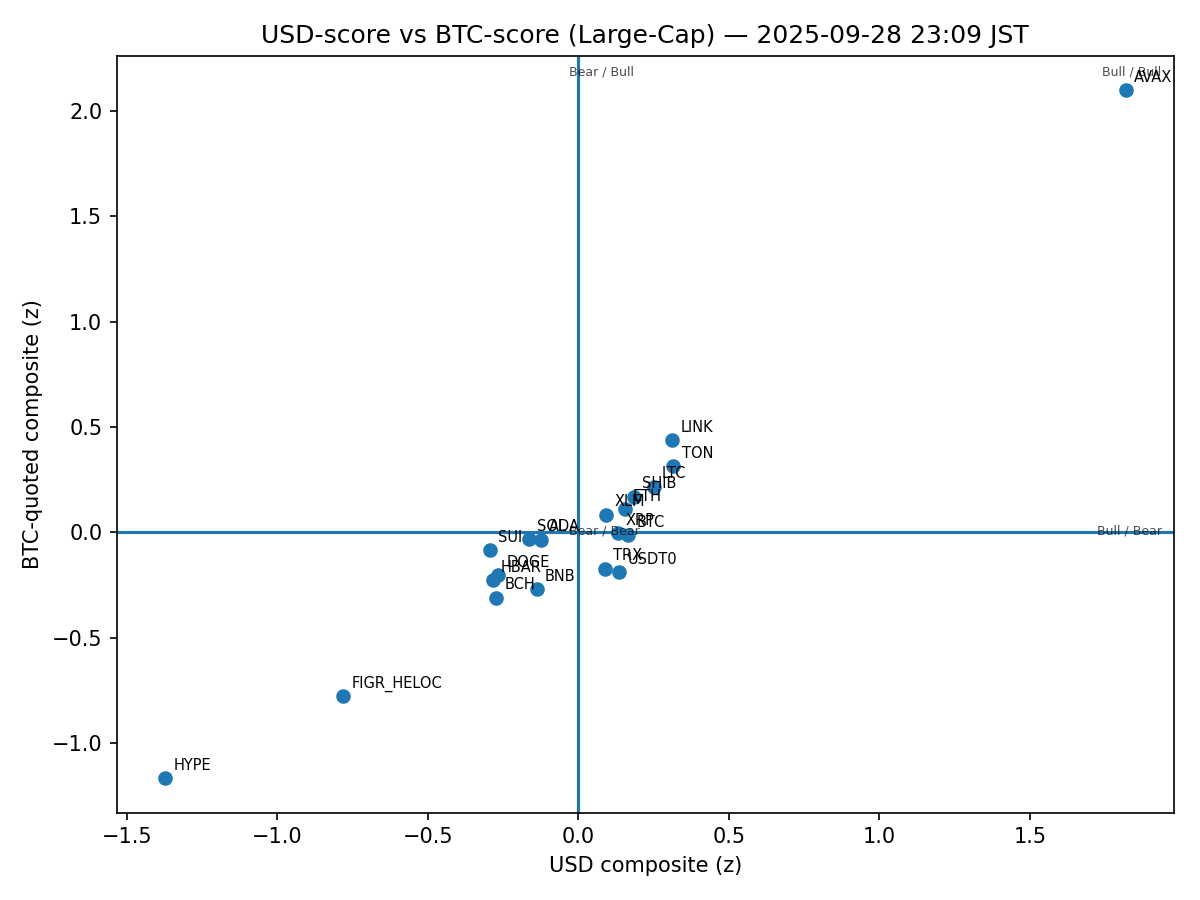 USD-score vs BTC-score (Large-Cap) — 2025-09-28 23:09 JST
Bear / Bull
Bull / Bull
AVAX
2.0
1.5
1.0
0.5
0.0
−0.5
−1.0
BTC-quoted composite (z)
LINK
TON
LTC
SHIB
ETH
XLM
XRP
BTC
SOL
ADA
Bear / Bear
Bull / Bear
SUI
TRX
USDT0
DOGE
HBAR
BNB
BCH
FIGR_HELOC
HYPE
−1.5
−1.0
−0.5
0.0
0.5
1.0
1.5
USD composite (z)